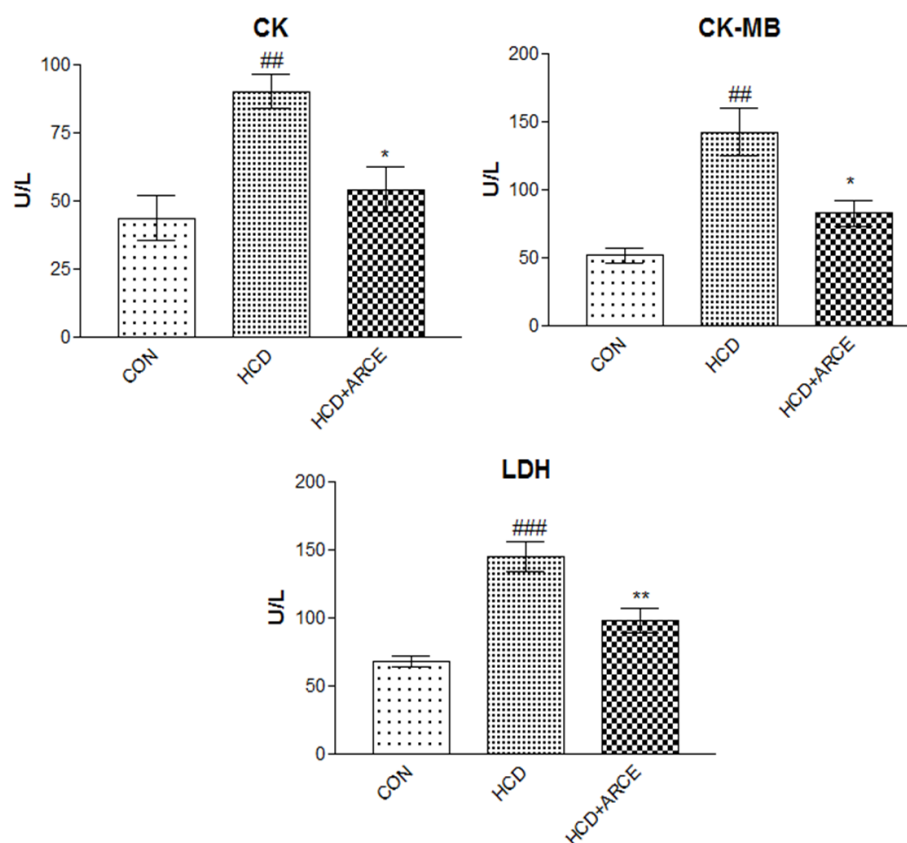 CK
100
75
50
25
0
U/L
##
*
CON
HCD
HCD+ARCE
CK-MB
200
150
100
50
0
U/L
##
*
CON
HCD
HCD+ARCE
LDH
200
150
100
50
0
U/L
###
**
CON
HCD
HCD+ARCE